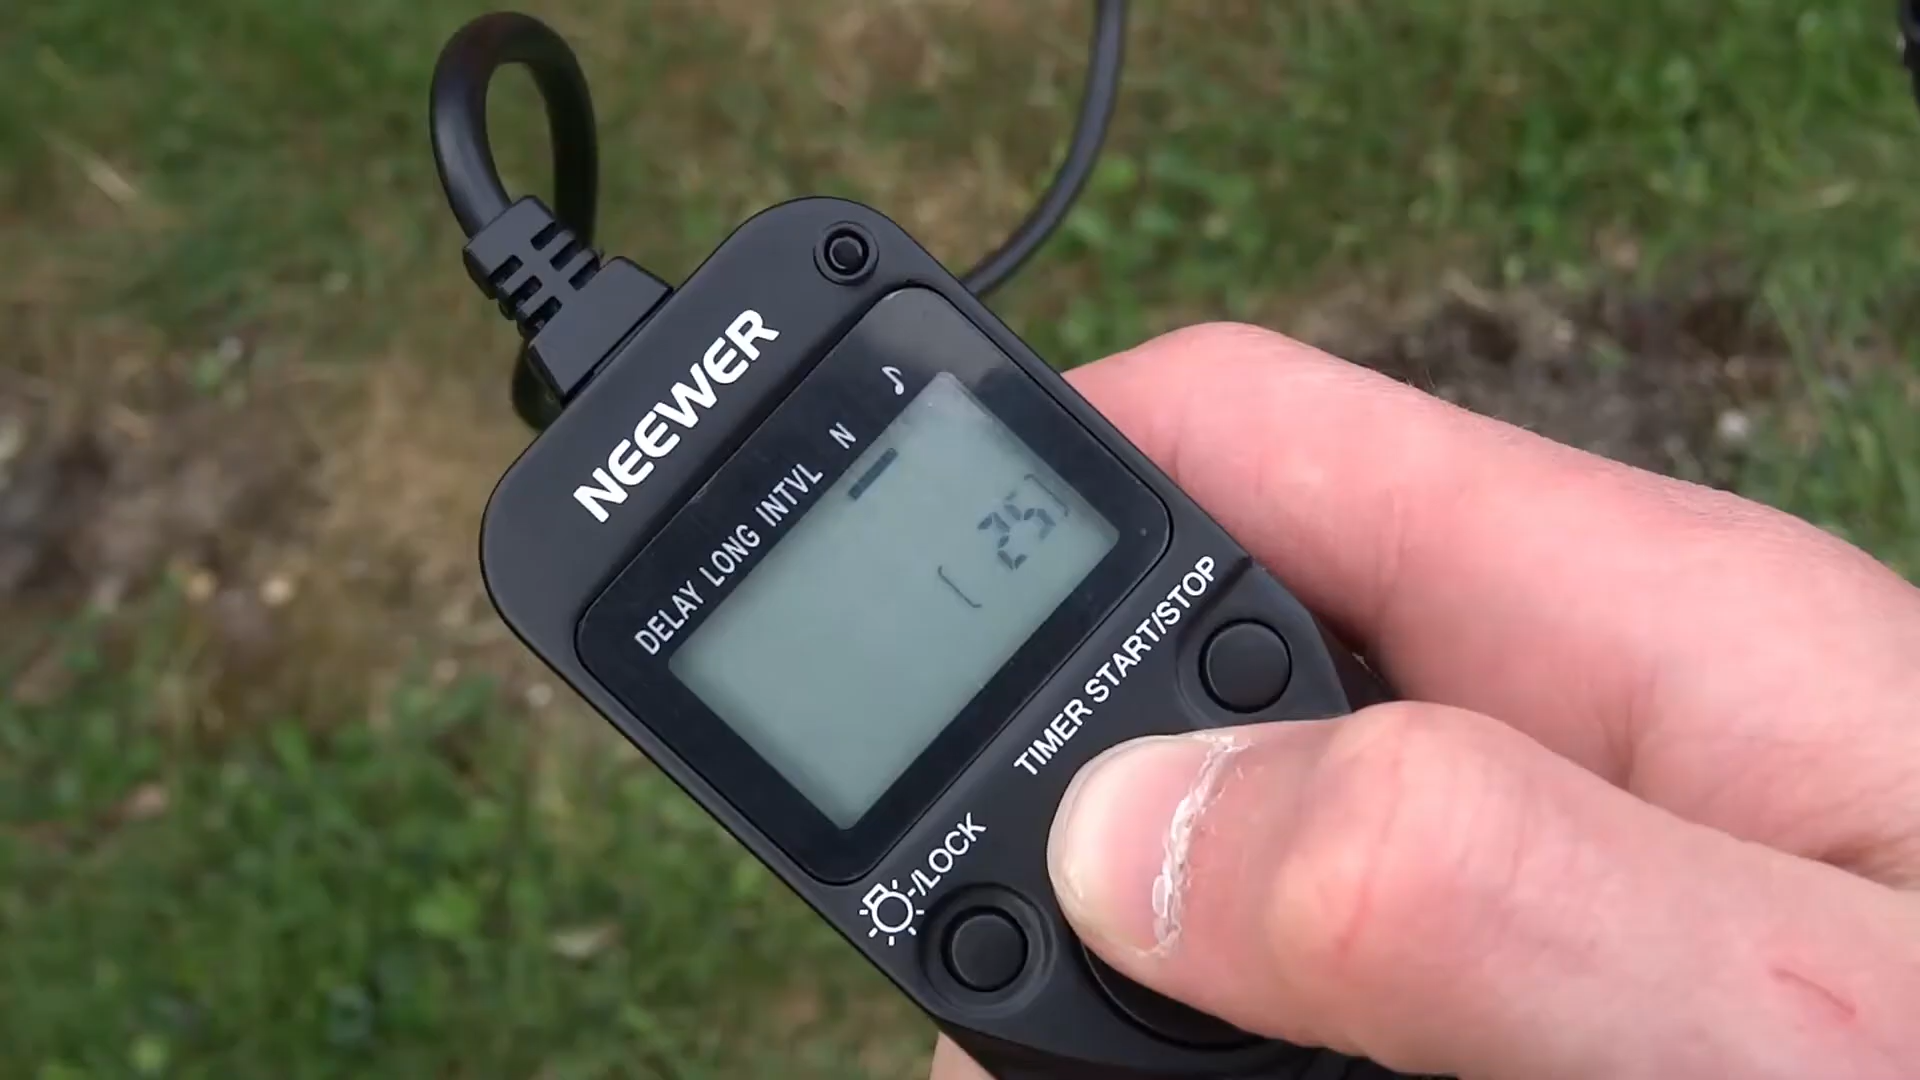 NEEWER
DELAY LONG INTVL N ♪
[ 25]
TIMER START/STOP
/LOCK